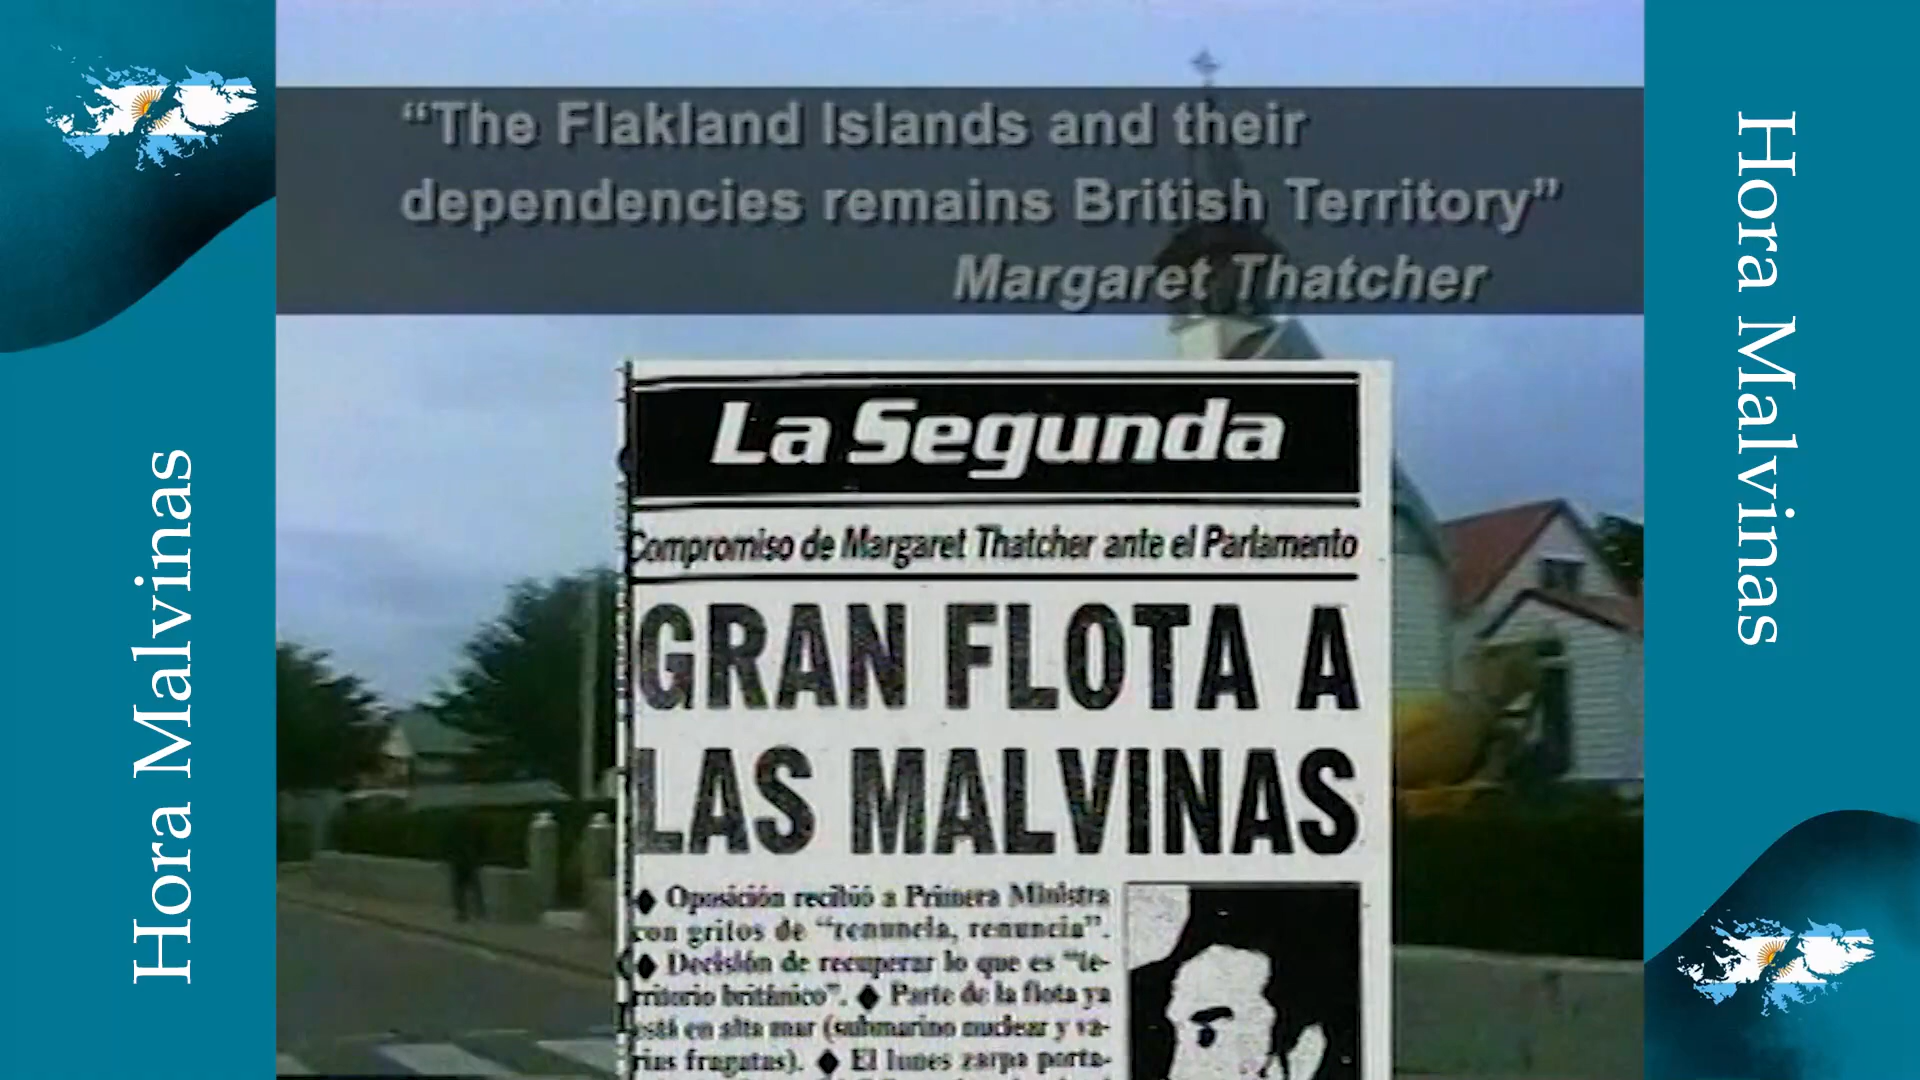 “The Flakland Islands and their
dependencies remains British Territory”
Margaret Thatcher
La Segunda
Compromiso de Margaret Thatcher ante el Parlamento
GRAN FLOTA A
LAS MALVINAS
◆ Oposición recibió a Primera Ministra
con gritos de “renuncia, renuncia”.
◆ Decisión de recuperar lo que es “te-
rritorio británico”. ◆ Parte de la flota ya
está en alta mar (submarino nuclear y va-
rias fragatas). ◆ El lunes zarpa porta-
Hora Malvinas
Hora Malvinas